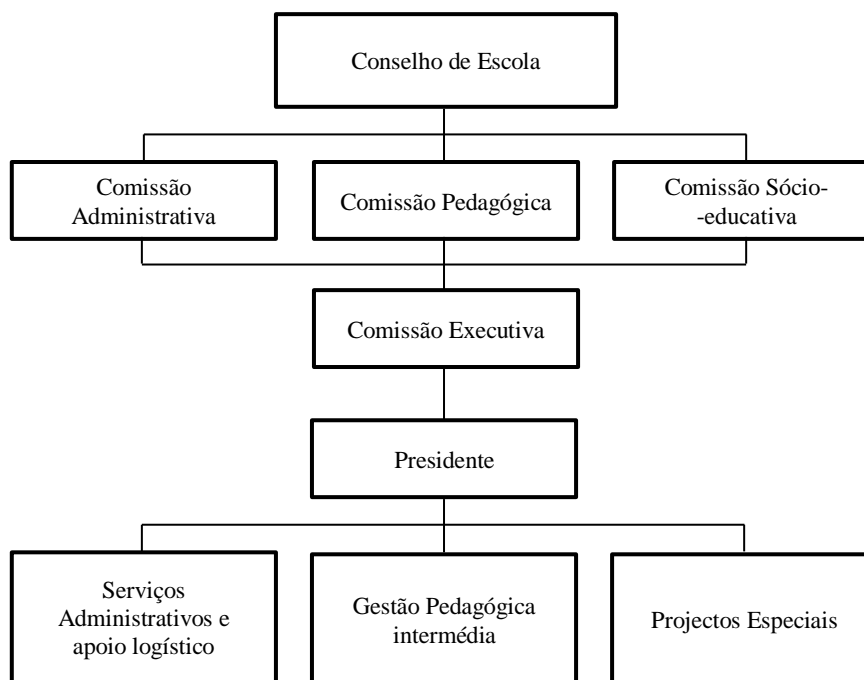 Conselho de Escola
Comissão
Administrativa
Comissão Pedagógica
Comissão Sócio-
-educativa
Comissão Executiva
Presidente
Serviços
Administrativos e
apoio logístico
Gestão Pedagógica
intermédia
Projectos Especiais